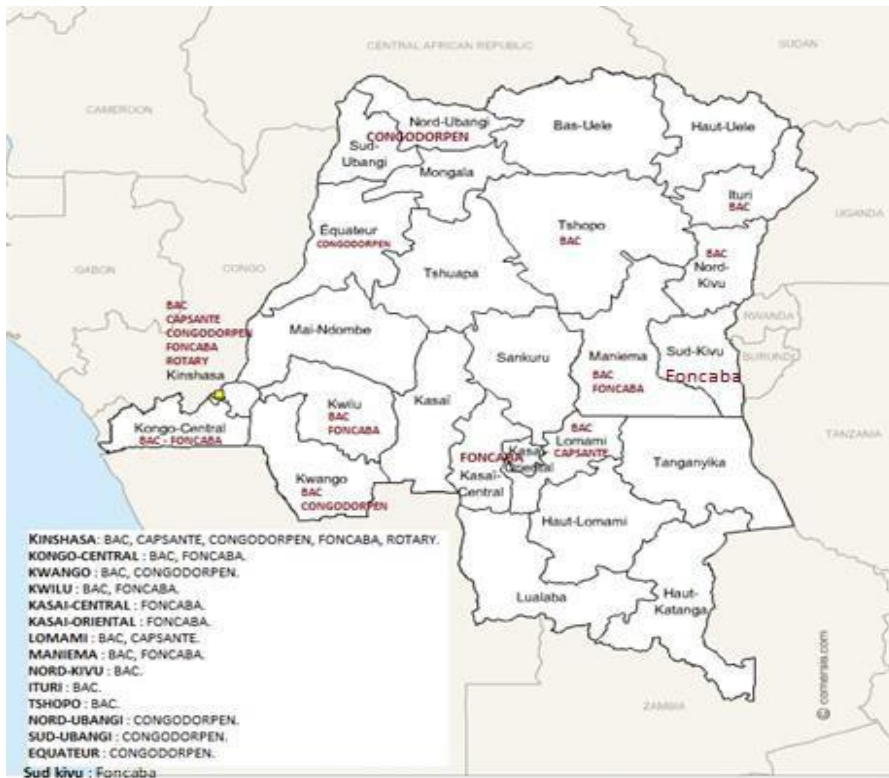 CENTRAL AFRICAN REPUBLIC
SUDAN
CAMEROON
Nord-Ubangi
CONGODORPEN
Sud-
Ubangi
Mongala
Bas-Uele
Haut-Uele
Ituri
BAC
UGANDA
Équateur
CONGODORPEN
Tshuapa
Tshopo
BAC
BAC
Nord-
Kivu
GABON
CONGO
RWANDA
BURUNDI
BAC
CAPSANTE
CONGODORPEN
FONCABA
ROTARY
Kinshasa
Mai-Ndombe
Sankuru
Maniema
BAC
FONCABA
Sud-Kivu
Foncaba
Kasaï
Kwilu
BAC
FONCABA
Kongo-Central
BAC - FONCABA
BAC
Lomami
CAPSANTE
TANZANIA
FONCABA
Kasaï-
Oriental
Kasaï-
Central
Tanganyika
Kwango
BAC
CONGODORPEN
Haut-Lomami
Lualaba
Haut-
Katanga
ZAMBIA
© comersis.com
KINSHASA: BAC, CAPSANTE, CONGODORPEN, FONCABA, ROTARY.
KONGO-CENTRAL : BAC, FONCABA.
KWANGO : BAC, CONGODORPEN.
KWILU : BAC, FONCABA.
KASAI-CENTRAL : FONCABA.
KASAI-ORIENTAL : FONCABA.
LOMAMI : BAC, CAPSANTE.
MANIEMA : BAC, FONCABA.
NORD-KIVU : BAC.
ITURI : BAC.
TSHOPO : BAC.
NORD-UBANGI : CONGODORPEN.
SUD-UBANGI : CONGODORPEN.
EQUATEUR : CONGODORPEN.
Sud kivu : Foncaba